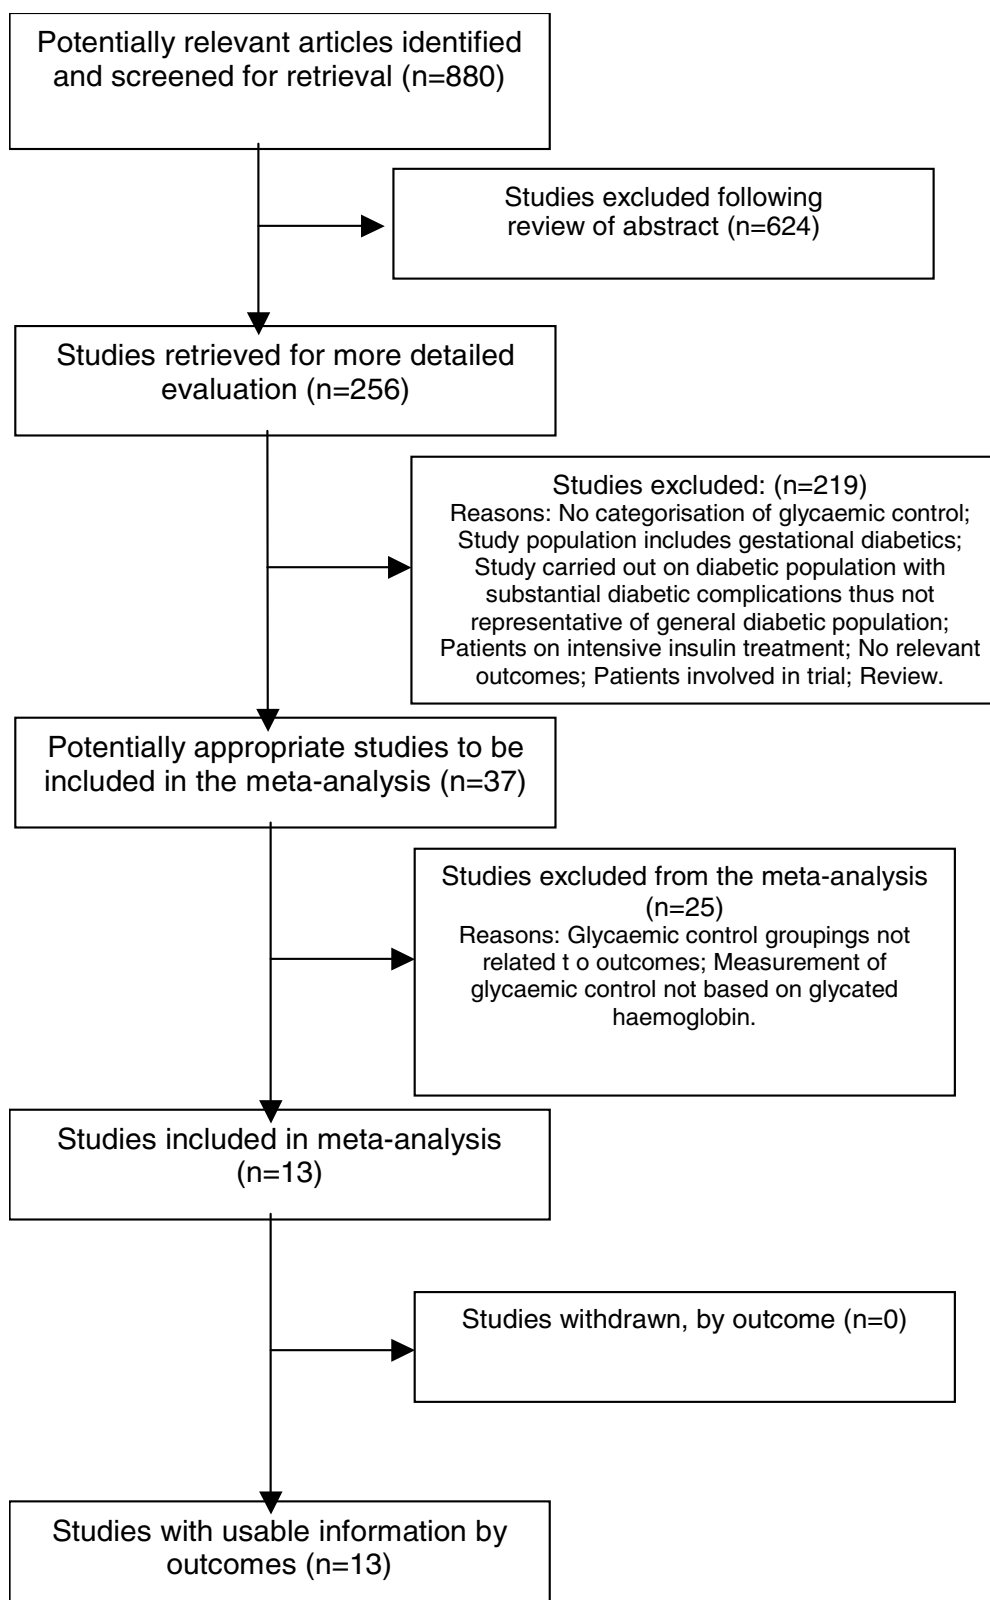 Potentially relevant articles identified
and screened for retrieval (n=880)
Studies excluded following
review of abstract (n=624)
Studies retrieved for more detailed
evaluation (n=256)
Studies excluded: (n=219)
Reasons: No categorisation of glycaemic control;
Study population includes gestational diabetics;
Study carried out on diabetic population with
substantial diabetic complications thus not
representative of general diabetic population;
Patients on intensive insulin treatment; No relevant
outcomes; Patients involved in trial; Review.
Potentially appropriate studies to be
included in the meta-analysis (n=37)
Studies excluded from the meta-analysis
(n=25)
Reasons: Glycaemic control groupings not
related t o outcomes; Measurement of
glycaemic control not based on glycated
haemoglobin.
Studies included in meta-analysis
(n=13)
Studies withdrawn, by outcome (n=0)
Studies with usable information by
outcomes (n=13)